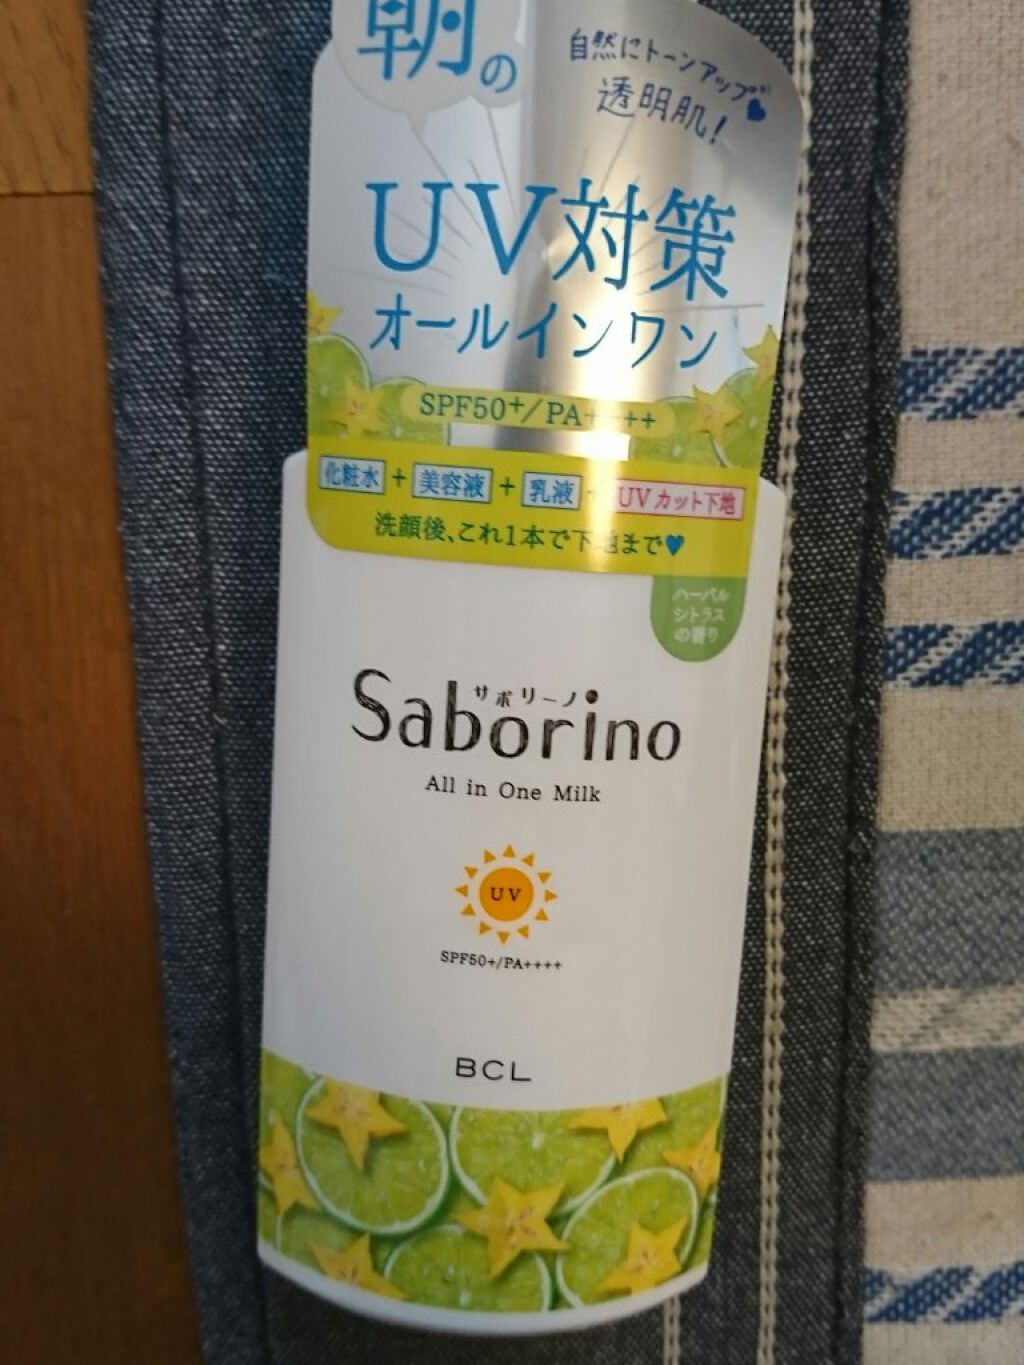 朝の
自然にトーンアップ
透明肌!
UV対策
オールインワン
SPF50+/PA++++
化粧水+美容液+乳液+UVカット下地
洗顔後、これ1本で下地まで♥
ハーバル
シトラス
の香り
サボリーノ
Saborino
All in One Milk
UV
SPF50+/PA++++
BCL